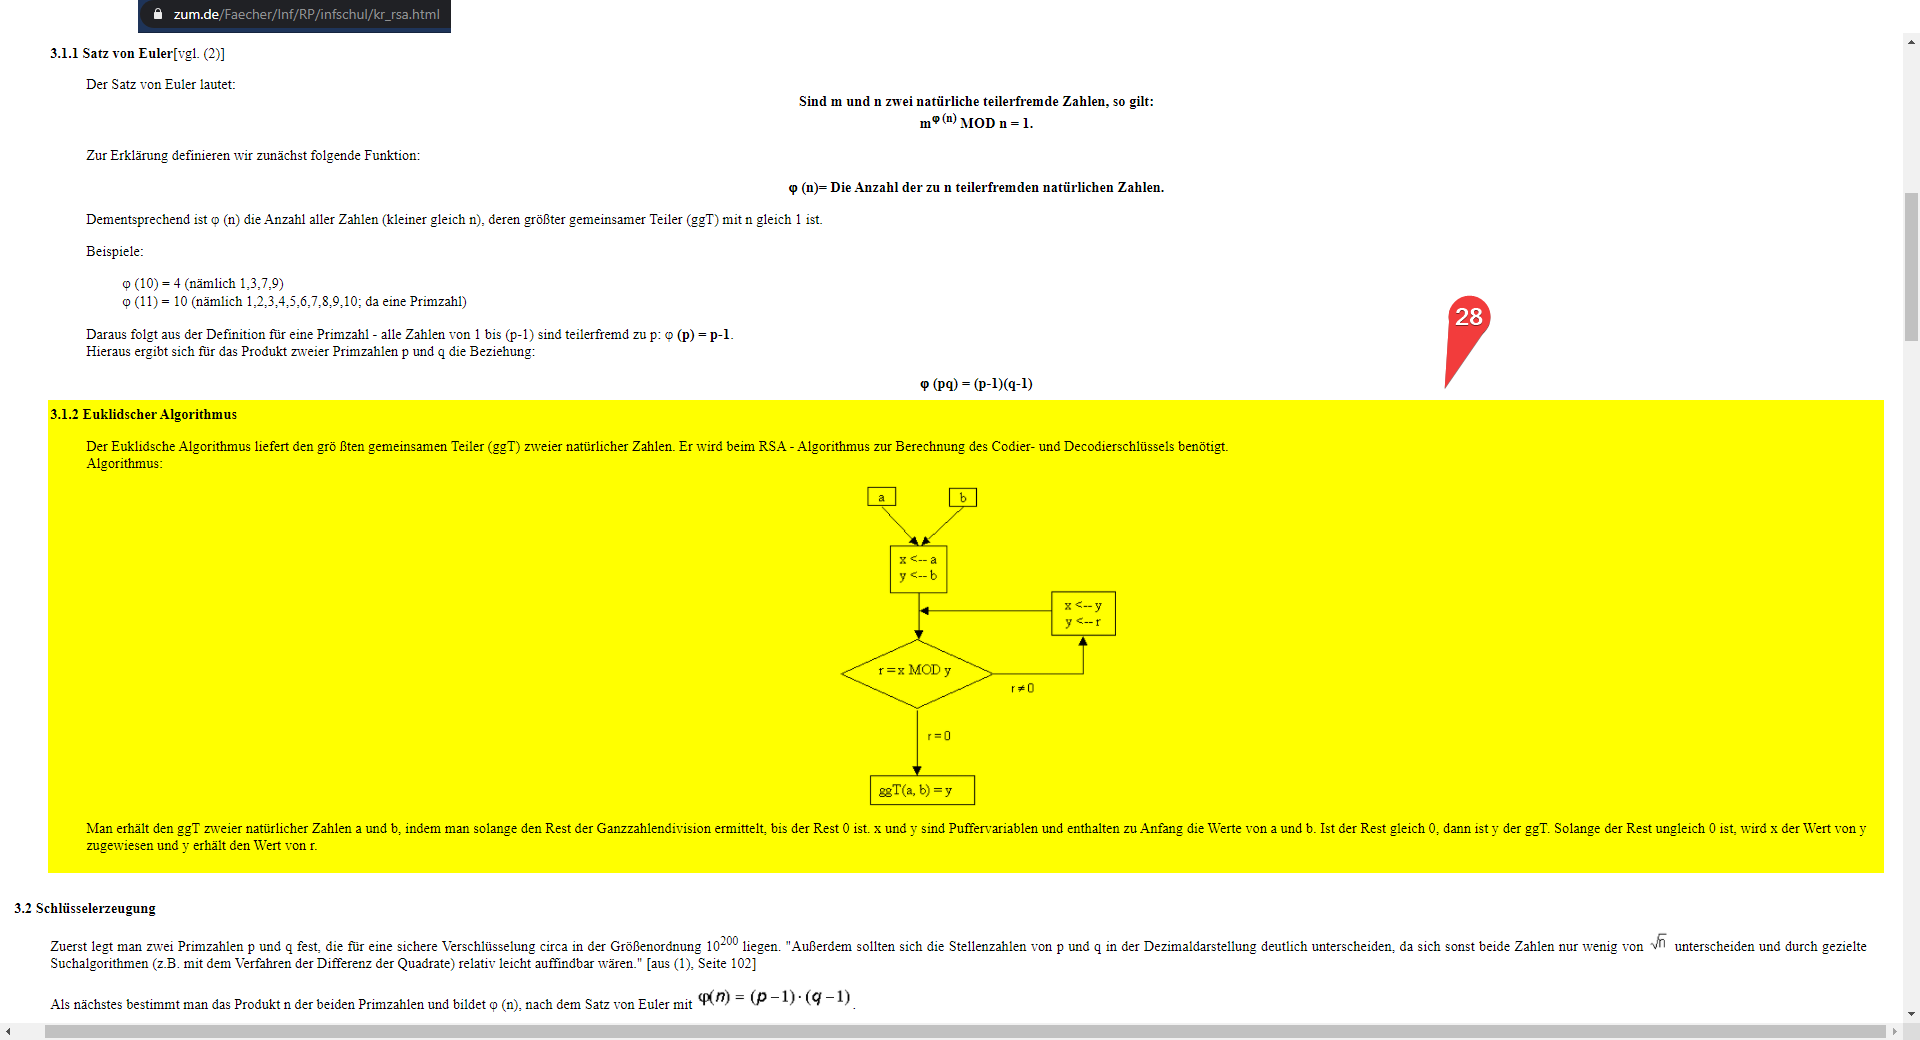 zum.de/Faecher/Inf/RP/infschul/kr_rsa.html
3.1.1 Satz von Euler[vgl. (2)]
Der Satz von Euler lautet:
Sind m und n zwei natürliche teilerfremde Zahlen, so gilt:
m^φ (n) MOD n = 1.
Zur Erklärung definieren wir zunächst folgende Funktion:
φ (n)= Die Anzahl der zu n teilerfremden natürlichen Zahlen.
Dementsprechend ist φ (n) die Anzahl aller Zahlen (kleiner gleich n), deren größter gemeinsamer Teiler (ggT) mit n gleich 1 ist.
Beispiele:
φ (10) = 4 (nämlich 1,3,7,9)
φ (11) = 10 (nämlich 1,2,3,4,5,6,7,8,9,10; da eine Primzahl)
28
Daraus folgt aus der Definition für eine Primzahl - alle Zahlen von 1 bis (p-1) sind teilerfremd zu p: φ (p) = p-1.
Hieraus ergibt sich für das Produkt zweier Primzahlen p und q die Beziehung:
φ (pq) = (p-1)(q-1)
3.1.2 Euklidscher Algorithmus
Der Euklidsche Algorithmus liefert den grö ßten gemeinsamen Teiler (ggT) zweier natürlicher Zahlen. Er wird beim RSA - Algorithmus zur Berechnung des Codier- und Decodierschlüssels benötigt.
Algorithmus:
a
b
x <-- a
y <-- b
x <-- y
y <-- r
r = x MOD y
r ≠ 0
r = 0
ggT(a, b) = y
Man erhält den ggT zweier natürlicher Zahlen a und b, indem man solange den Rest der Ganzzahlendivision ermittelt, bis der Rest 0 ist. x und y sind Puffervariablen und enthalten zu Anfang die Werte von a und b. Ist der Rest gleich 0, dann ist y der ggT. Solange der Rest ungleich 0 ist, wird x der Wert von y
zugewiesen und y erhält den Wert von r.
3.2 Schlüsselerzeugung
Zuerst legt man zwei Primzahlen p und q fest, die für eine sichere Verschlüsselung circa in der Größenordnung 10^200 liegen. "Außerdem sollten sich die Stellenzahlen von p und q in der Dezimaldarstellung deutlich unterscheiden, da sich sonst beide Zahlen nur wenig von √n unterscheiden und durch gezielte
Suchalgorithmen (z.B. mit dem Verfahren der Differenz der Quadrate) relativ leicht auffindbar wären." [aus (1), Seite 102]
Als nächstes bestimmt man das Produkt n der beiden Primzahlen und bildet φ (n), nach dem Satz von Euler mit φ(n) = (p−1)·(q−1) .